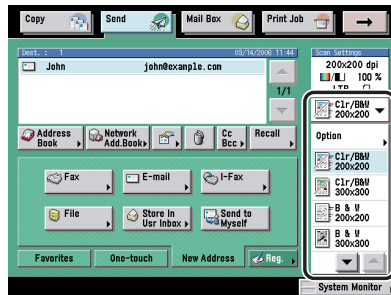 Copy Send Mail Box Print Job
Dest. : 1 03/14/2006 11:44
John john@example.com
1/1
Address Book
Network Add.Book
Cc Bcc
Recall
Fax
E-mail
I-Fax
File
Store In Usr Inbox
Send to Myself
Favorites One-touch New Address Reg.
Scan Settings
200x200 dpi
100 %
LTR
Clr/B&W
200x200
Option
Clr/B&W
200x200
Clr/B&W
300x300
B & W
200x200
B & W
300x300
System Monitor